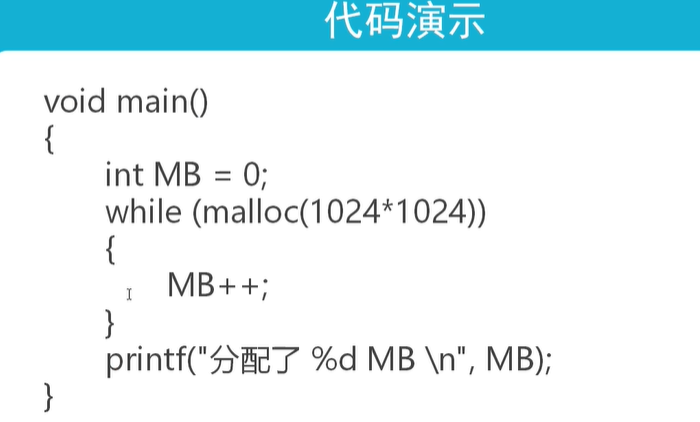 代码演示
void main()
{
int MB = 0;
while (malloc(1024*1024))
{
MB++;
}
printf("分配了 %d MB \n", MB);
}